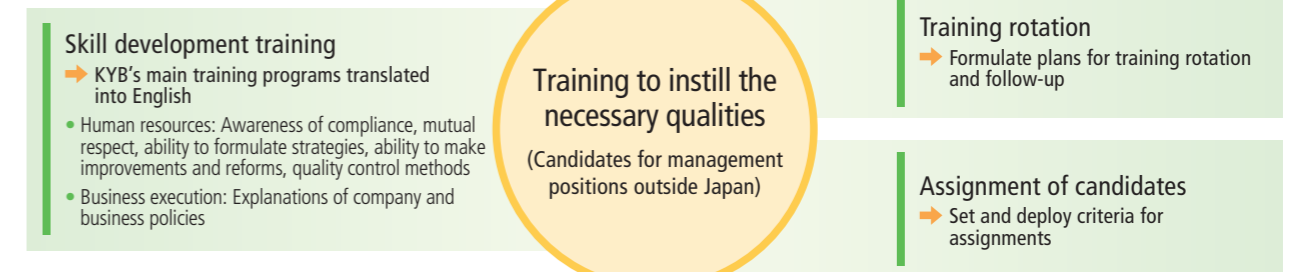 Skill development training
KYB's main training programs translated
into English
• Human resources: Awareness of compliance, mutual
respect, ability to formulate strategies, ability to make
improvements and reforms, quality control methods
• Business execution: Explanations of company and
business policies
Training to instill the
necessary qualities
(Candidates for management
positions outside Japan)
Training rotation
Formulate plans for training rotation
and follow-up
Assignment of candidates
Set and deploy criteria for
assignments